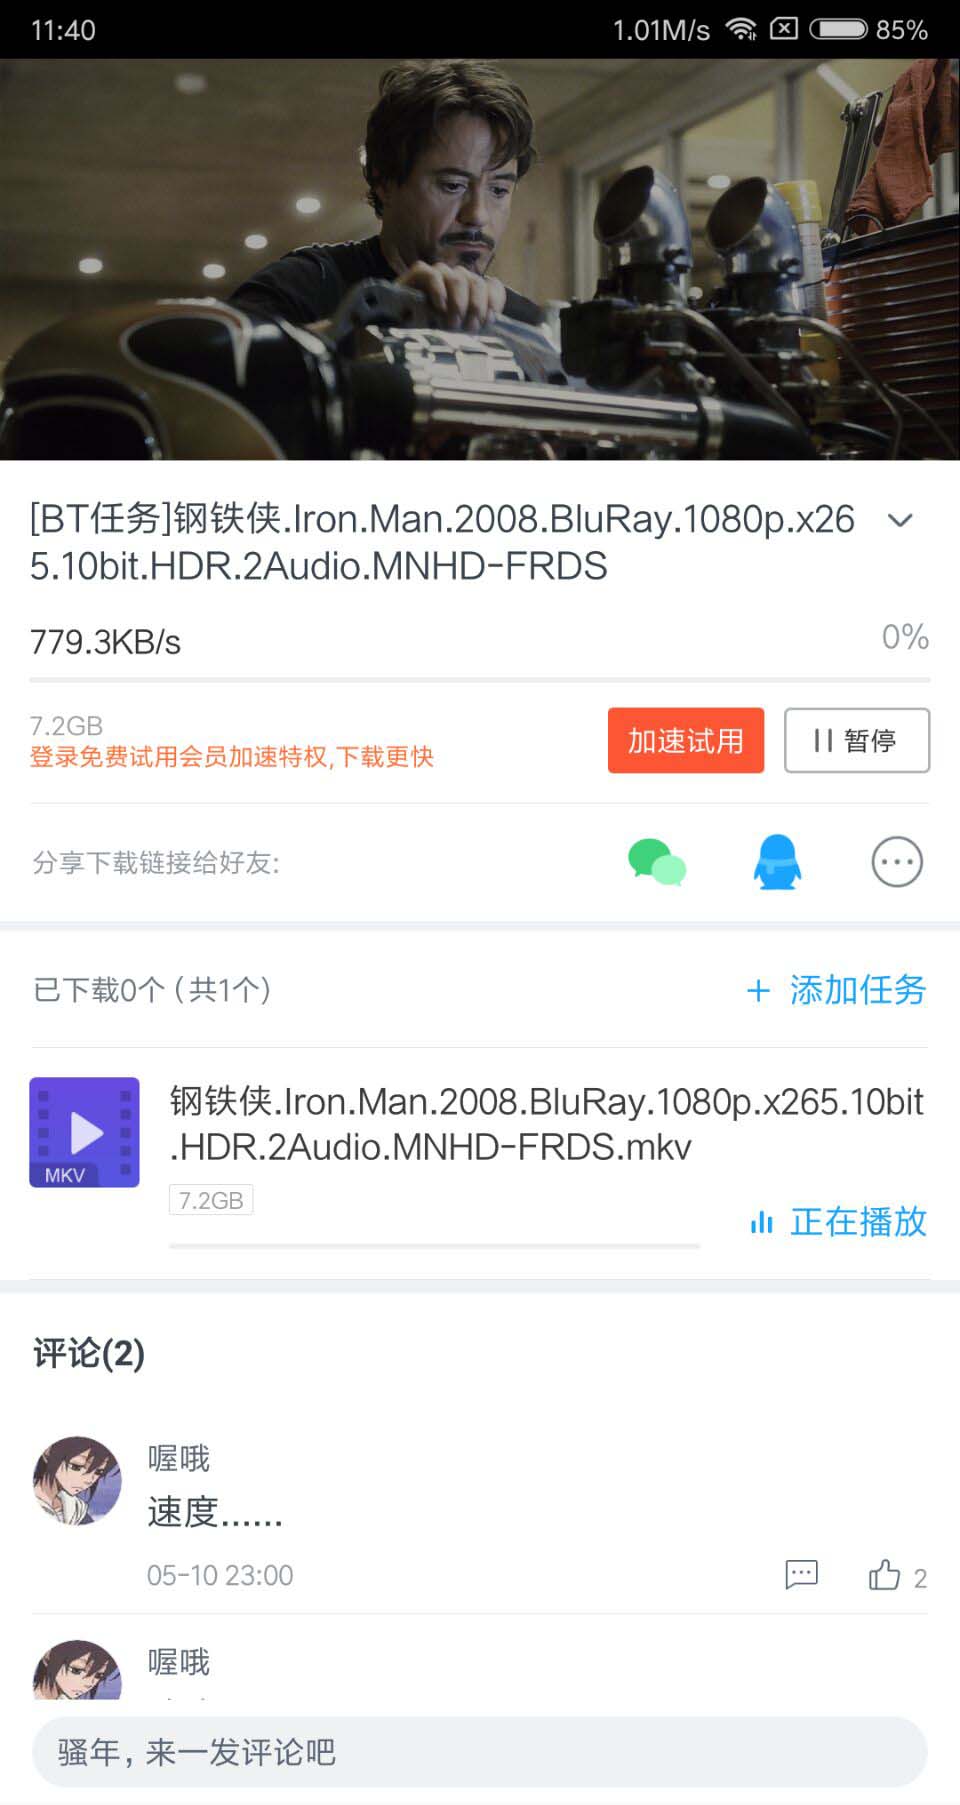 11:40
1.01M/s
85%
[BT任务]钢铁侠.Iron.Man.2008.BluRay.1080p.x26
5.10bit.HDR.2Audio.MNHD-FRDS
779.3KB/s
0%
7.2GB
登录免费试用会员加速特权,下载更快
加速试用
暂停
分享下载链接给好友:
已下载0个 (共1个)
+ 添加任务
钢铁侠.Iron.Man.2008.BluRay.1080p.x265.10bit
.HDR.2Audio.MNHD-FRDS.mkv
MKV
7.2GB
正在播放
评论(2)
喔哦
速度......
05-10 23:00
2
喔哦
骚年, 来一发评论吧